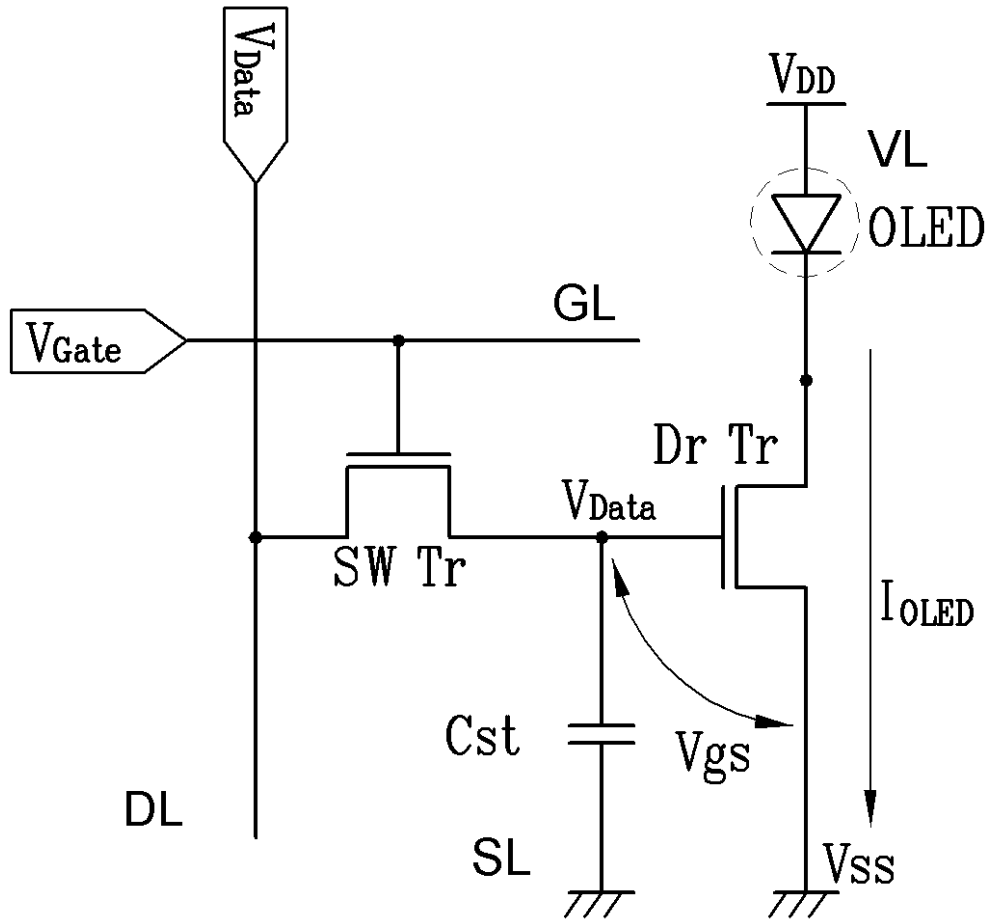 VData
VDD
VL
OLED
GL
VGate
Dr Tr
VData
SW Tr
IOLED
Cst
Vgs
DL
SL
VSS